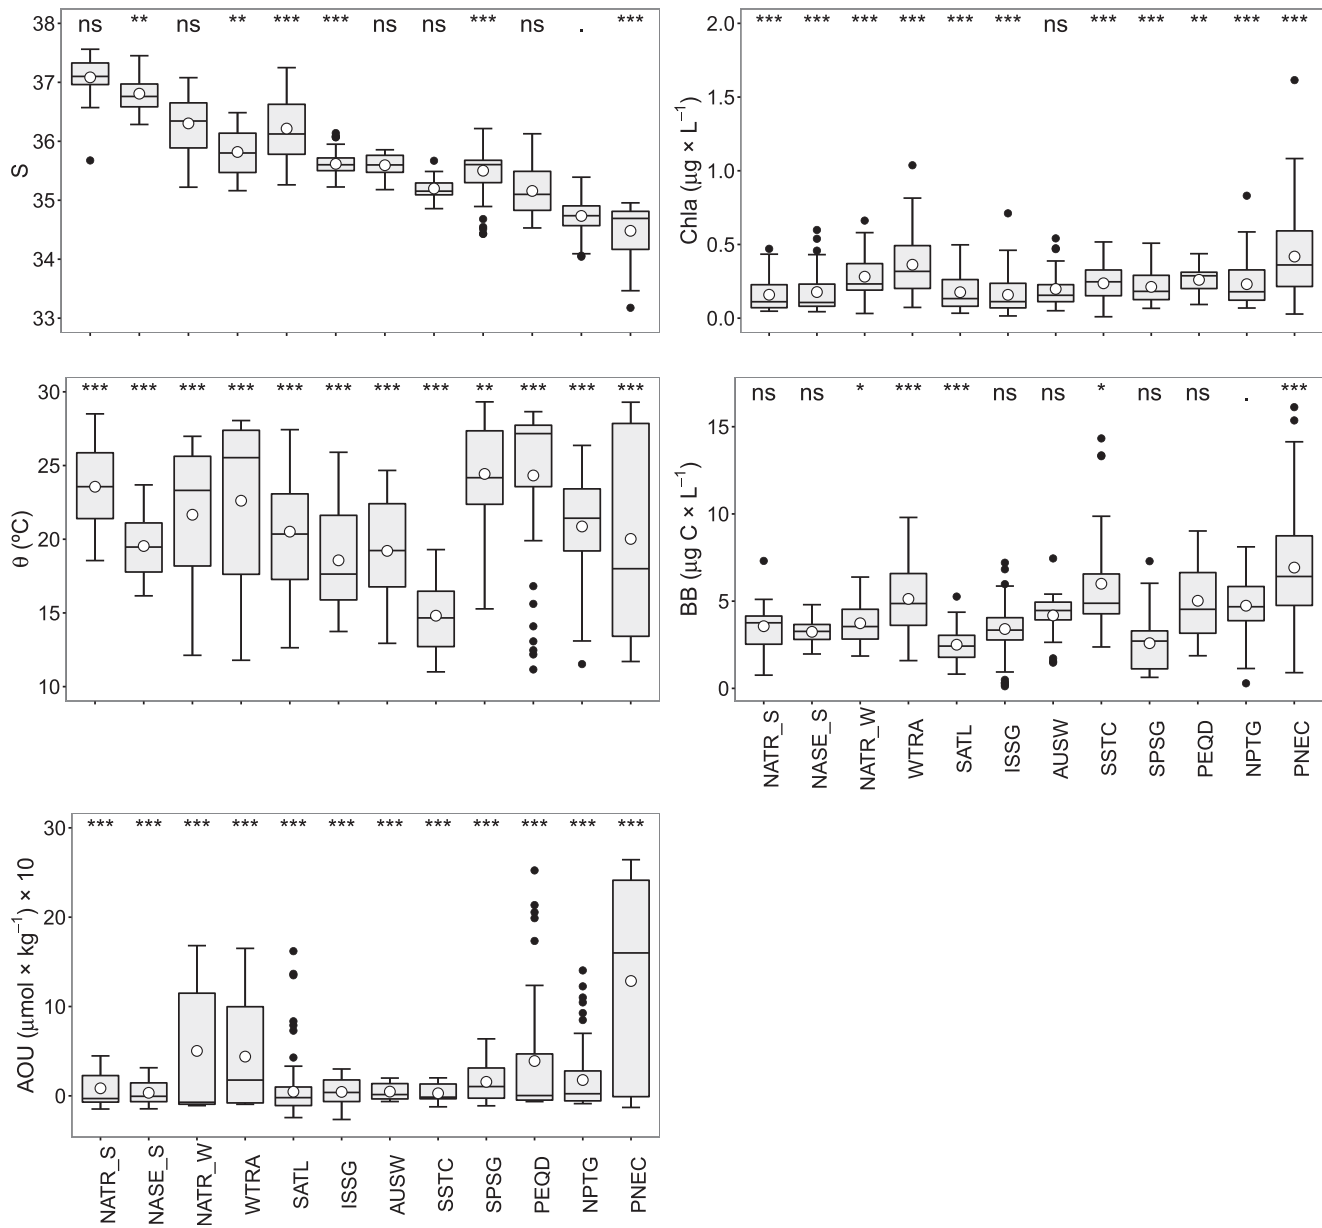 ns ** ns ** *** *** ns ns *** ns . ***
38
37
36
35
34
33
S
*** *** *** *** *** *** ns *** *** ** *** ***
2.0
1.5
1.0
0.5
0.0
Chla (µg × L⁻¹)
*** *** *** *** *** *** *** *** ** *** *** ***
30
25
20
15
10
θ (ºC)
ns ns * *** *** ns ns * ns ns . ***
15
10
5
0
BB (µg C × L⁻¹)
NATR_S NASE_S NATR_W WTRA SATL ISSG AUSW SSTC SPSG PEQD NPTG PNEC
*** *** *** *** *** *** *** *** *** *** *** ***
30
20
10
0
AOU (µmol × kg⁻¹) × 10
NATR_S NASE_S NATR_W WTRA SATL ISSG AUSW SSTC SPSG PEQD NPTG PNEC